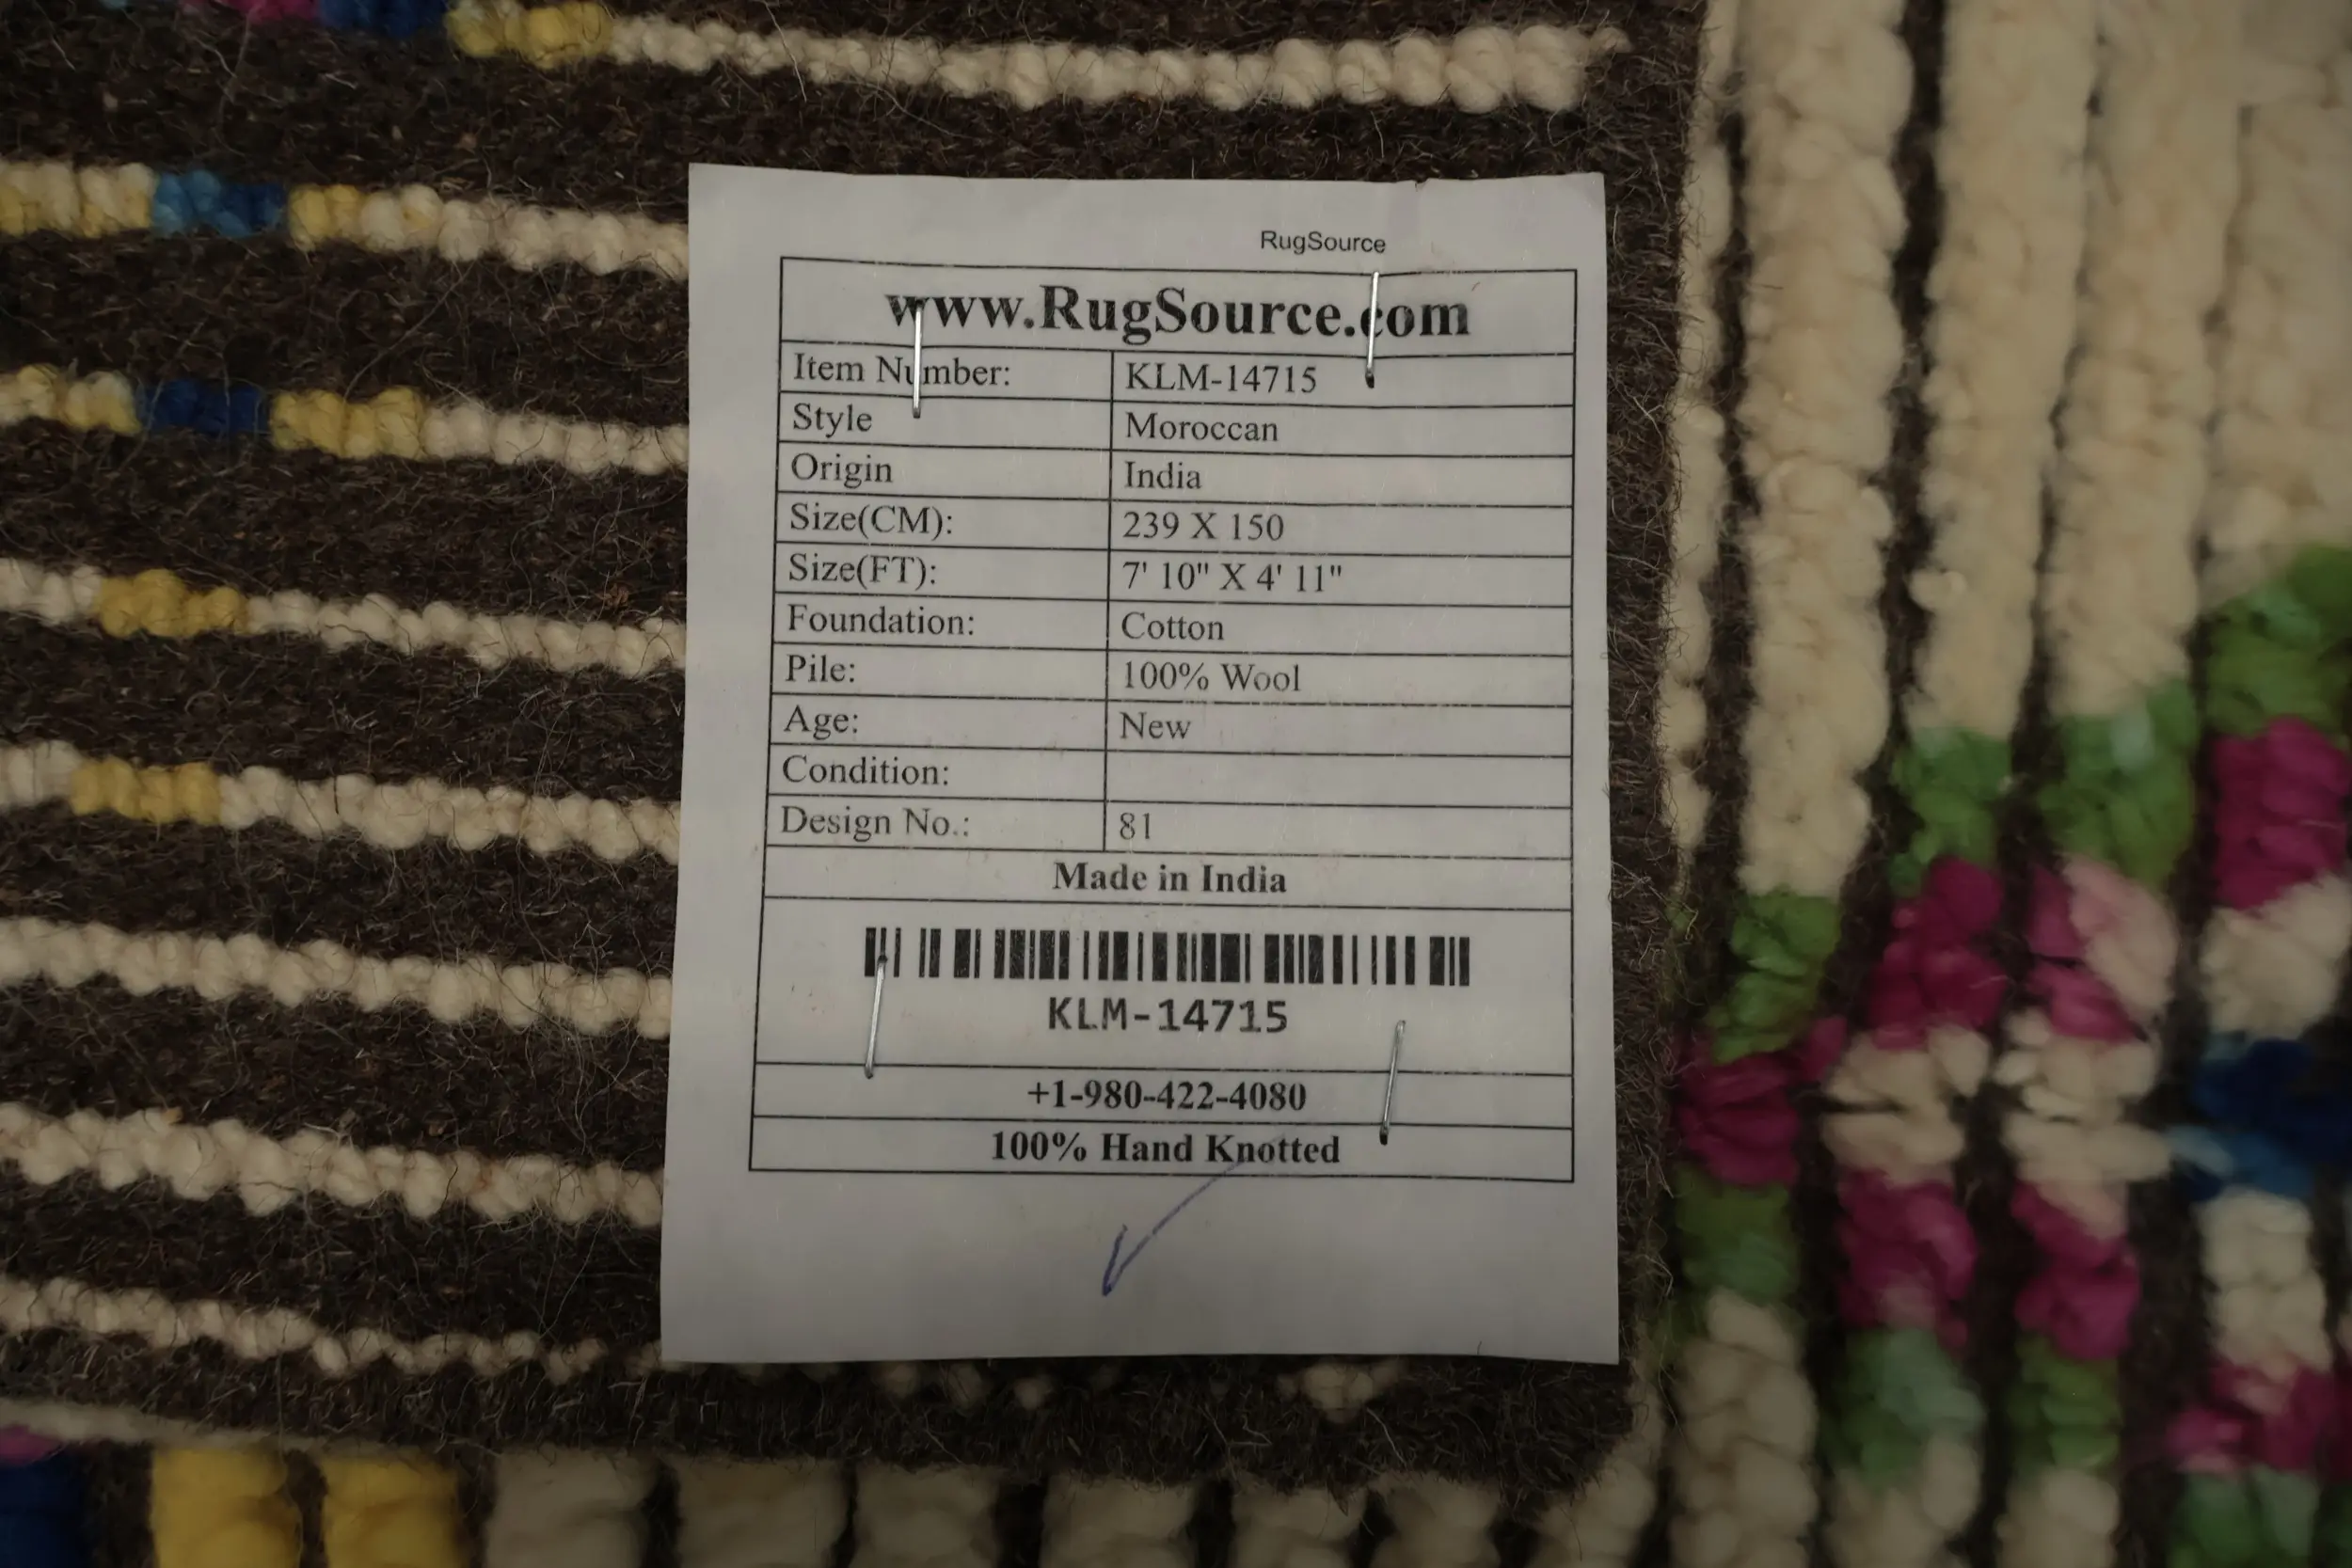 RugSource
www.RugSource.com
Item Number: KLM-14715
Style Moroccan
Origin India
Size(CM): 239 X 150
Size(FT): 7' 10" X 4' 11"
Foundation: Cotton
Pile: 100% Wool
Age: New
Condition:
Design No.: 81
Made in India
KLM-14715
+1-980-422-4080
100% Hand Knotted